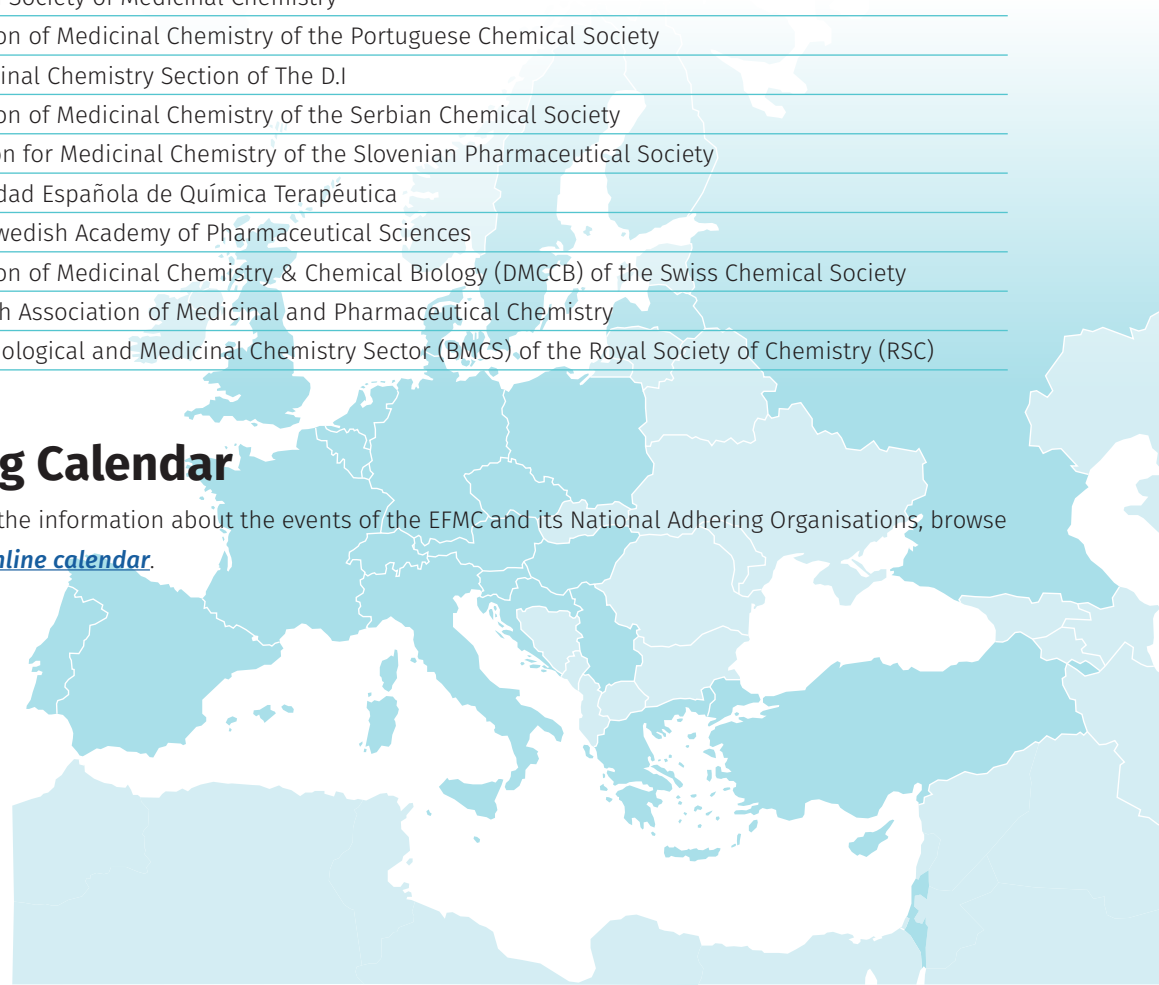 Society of Medicinal Chemistry
on of Medicinal Chemistry of the Portuguese Chemical Society
inal Chemistry Section of The D.I
on of Medicinal Chemistry of the Serbian Chemical Society
n for Medicinal Chemistry of the Slovenian Pharmaceutical Society
dad Española de Química Terapéutica
wedish Academy of Pharmaceutical Sciences
on of Medicinal Chemistry & Chemical Biology (DMCCB) of the Swiss Chemical Society
h Association of Medicinal and Pharmaceutical Chemistry
ological and Medicinal Chemistry Sector (BMCS) of the Royal Society of Chemistry (RSC)
g Calendar
the information about the events of the EFMC and its National Adhering Organisations, browse
nline calendar.